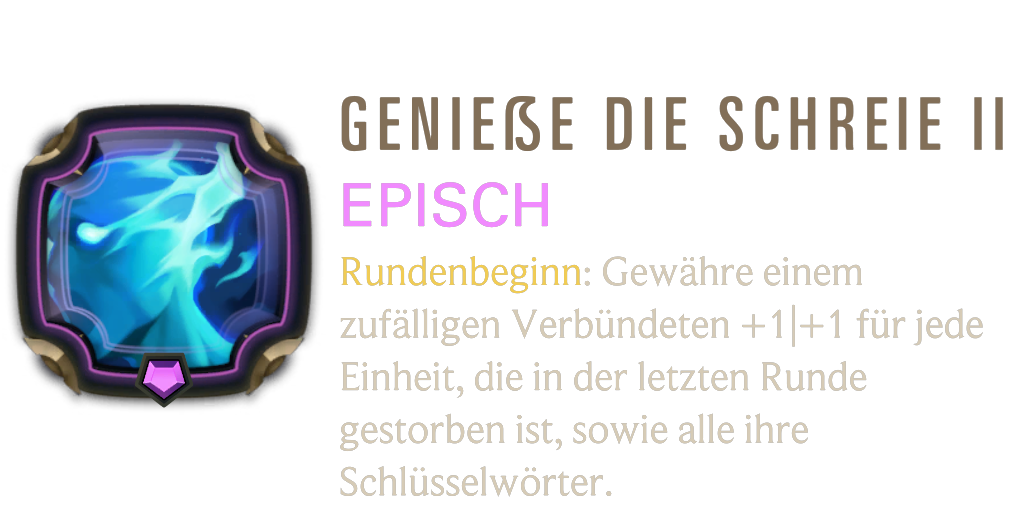 GENIEẞE DIE SCHREIE II
EPISCH
Rundenbeginn: Gewähre einem
zufälligen Verbündeten +1|+1 für jede
Einheit, die in der letzten Runde
gestorben ist, sowie alle ihre
Schlüsselwörter.